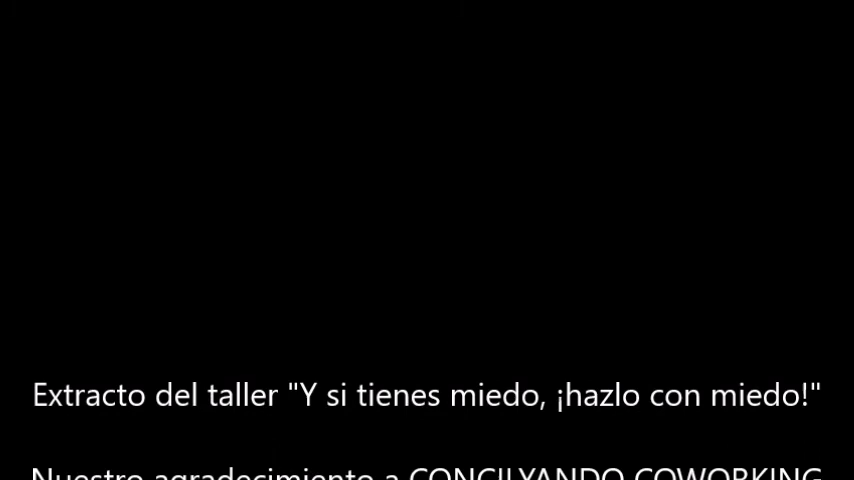 Extracto del taller "Y si tienes miedo, ¡hazlo con miedo!"
Nuestro agradecimiento a CONCILYANDO COWORKING